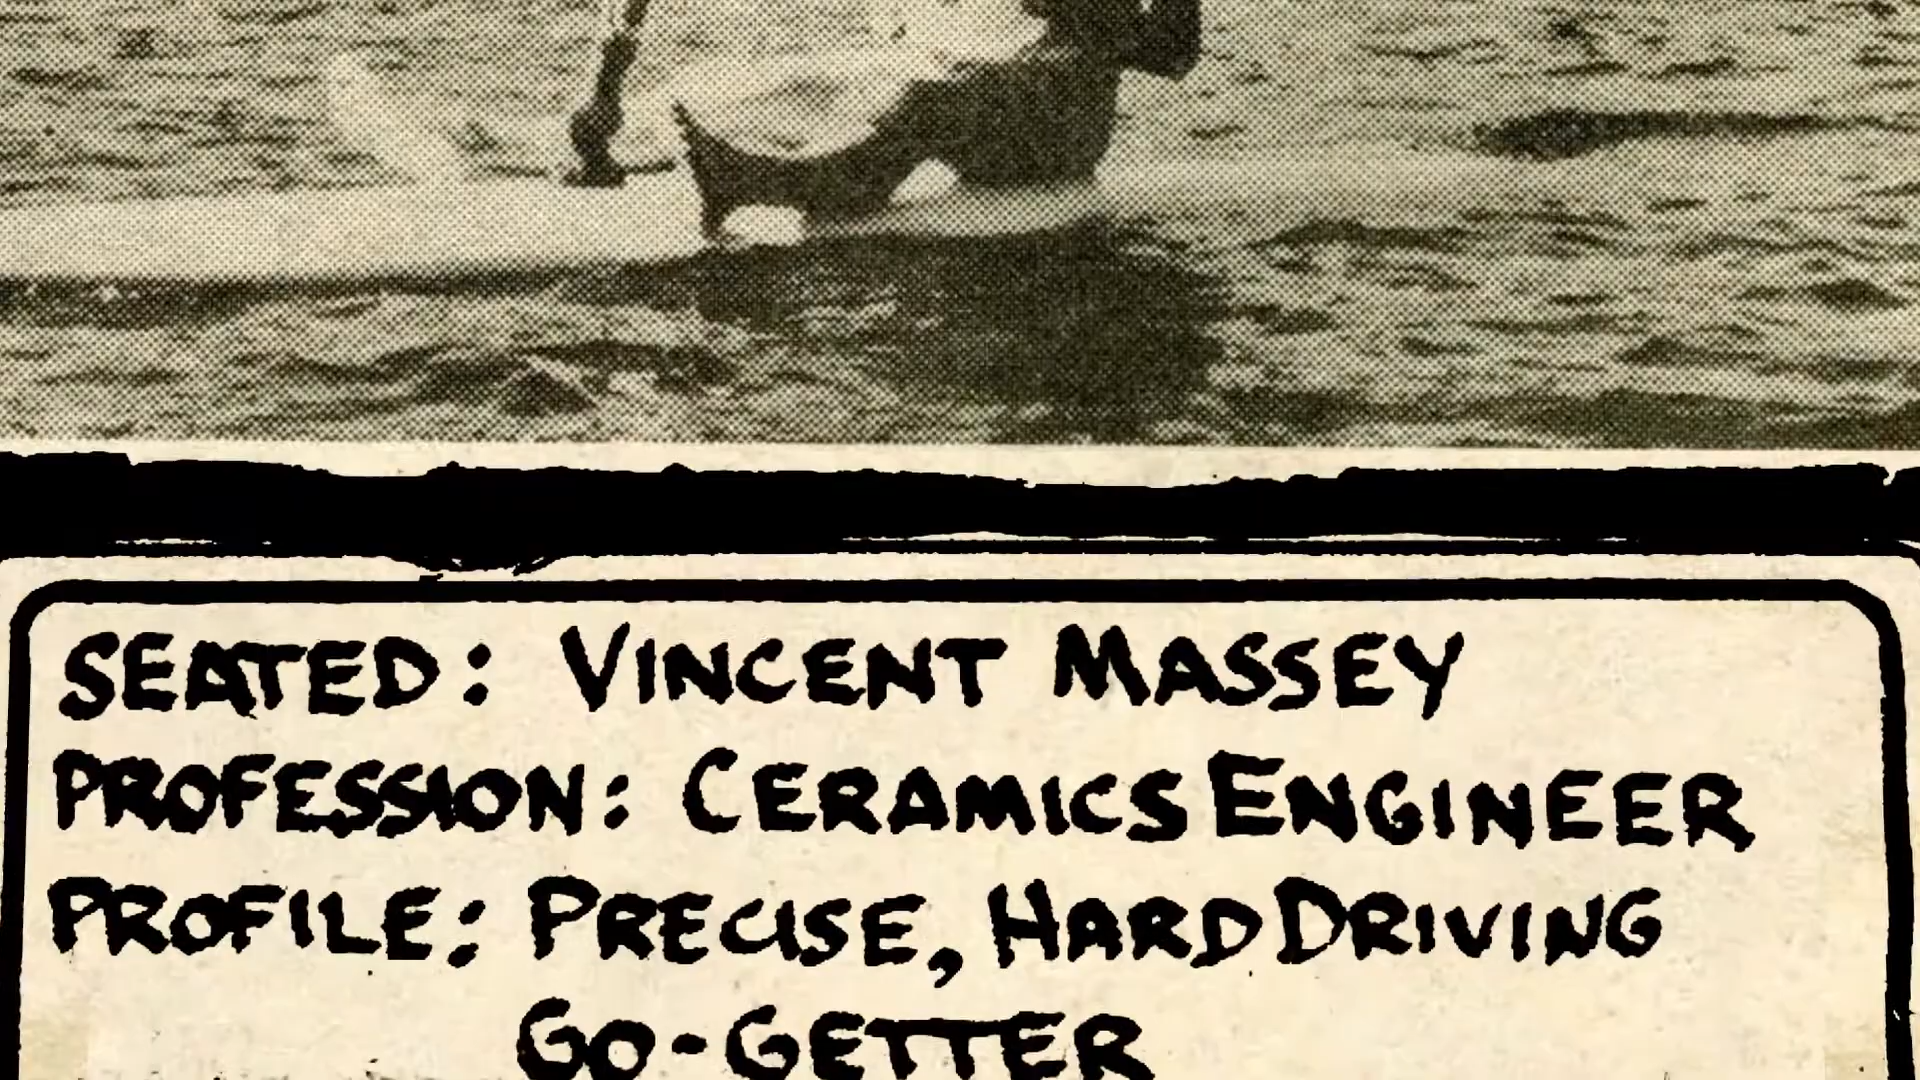 SEATED: VINCENT MASSEY
PROFESSION: CERAMICS ENGINEER
PROFILE: PRECISE, HARD DRIVING
GO-GETTER